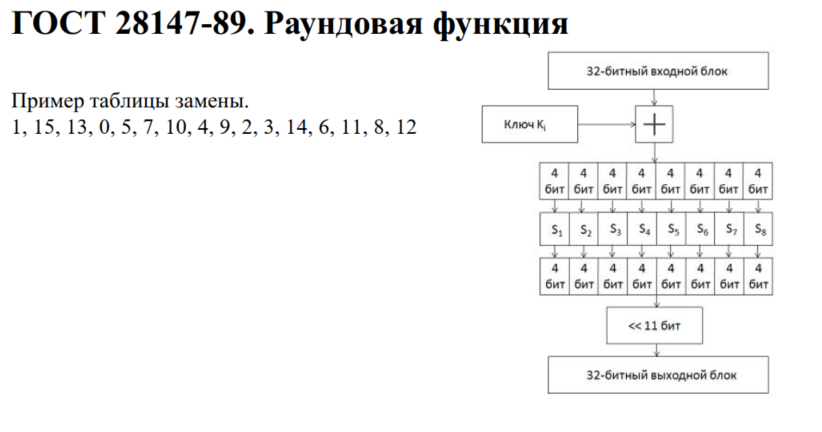 ГОСТ 28147-89. Раундовая функция
Пример таблицы замены.
1, 15, 13, 0, 5, 7, 10, 4, 9, 2, 3, 14, 6, 11, 8, 12
32-битный входной блок
Ключ Ki
+
4 4 4 4 4 4 4 4
бит бит бит бит бит бит бит бит
S1 S2 S3 S4 S5 S6 S7 S8
4 4 4 4 4 4 4 4
бит бит бит бит бит бит бит бит
<< 11 бит
32-битный выходной блок